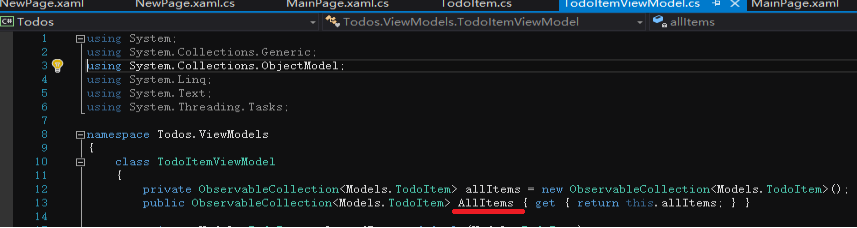 NewPage.xaml NewPage.xaml.cs MainPage.xaml.cs TodoItem.cs TodoItemViewModel.cs MainPage.xaml
Todos Todos.ViewModels.TodoItemViewModel allItems
1 using System;
2 using System.Collections.Generic;
3 using System.Collections.ObjectModel;
4 using System.Linq;
5 using System.Text;
6 using System.Threading.Tasks;
7
8 namespace Todos.ViewModels
9 {
10 class TodoItemViewModel
11 {
12 private ObservableCollection<Models.TodoItem> allItems = new ObservableCollection<Models.TodoItem>();
13 public ObservableCollection<Models.TodoItem> AllItems { get { return this.allItems; } }
14